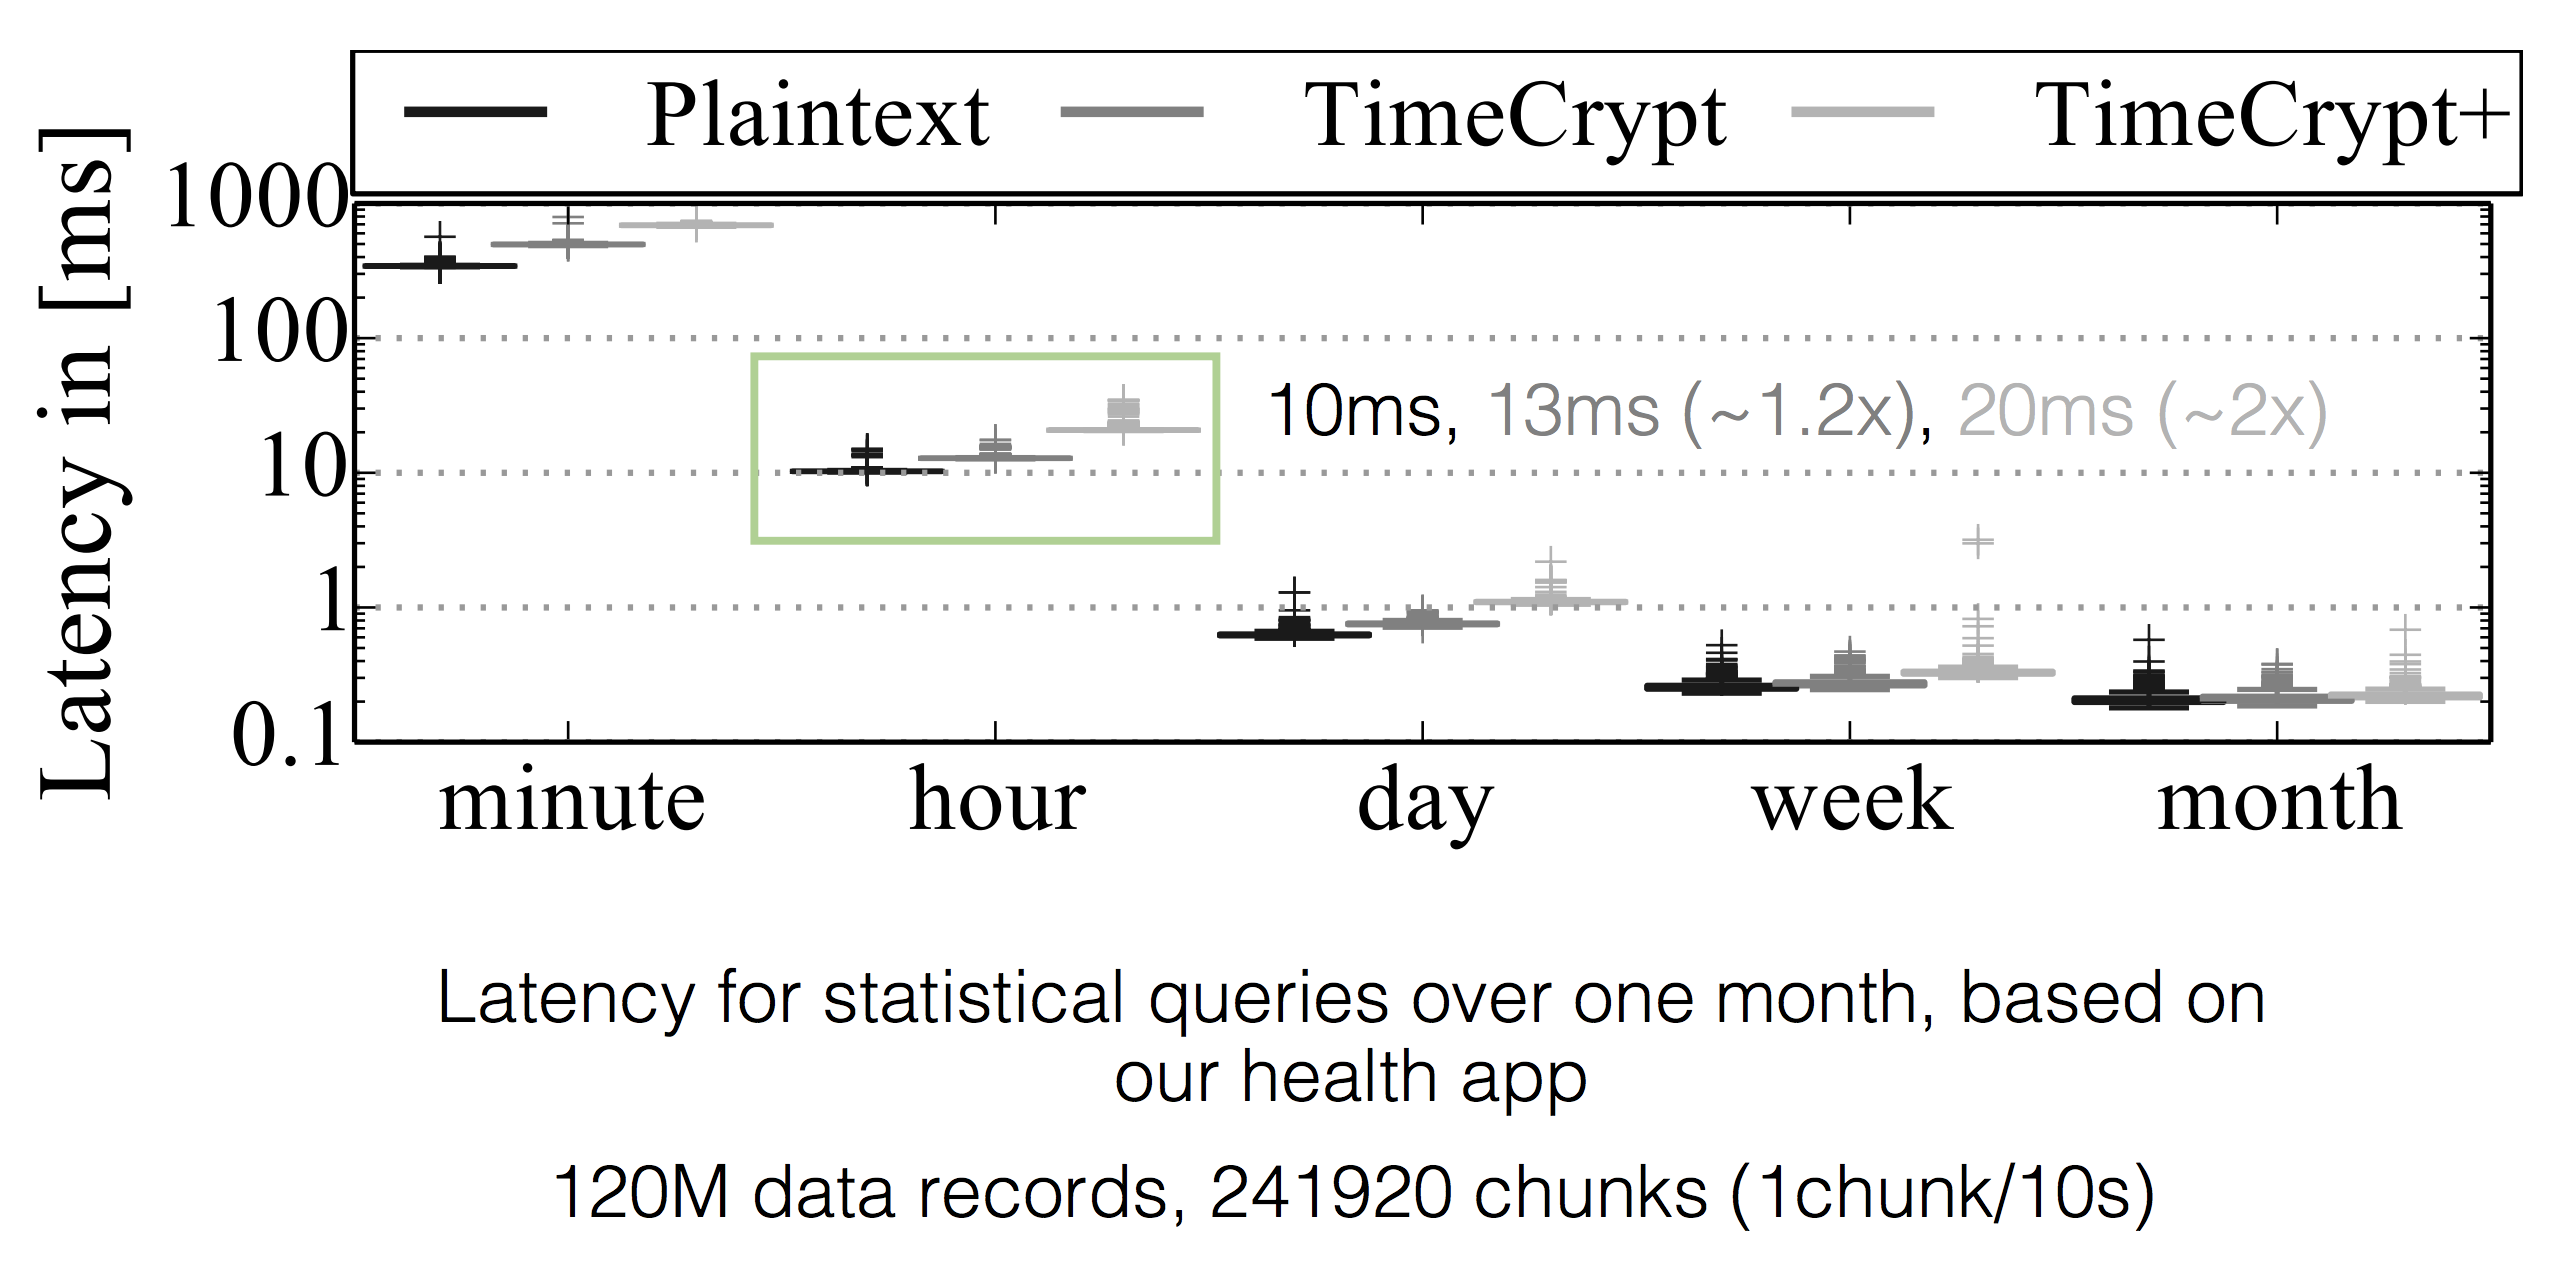 Plaintext TimeCrypt TimeCrypt+
Latency in [ms]
1000
100
10ms, 13ms (~1.2x), 20ms (~2x)
10
1
0.1
minute hour day week month
Latency for statistical queries over one month, based on
our health app
120M data records, 241920 chunks (1chunk/10s)